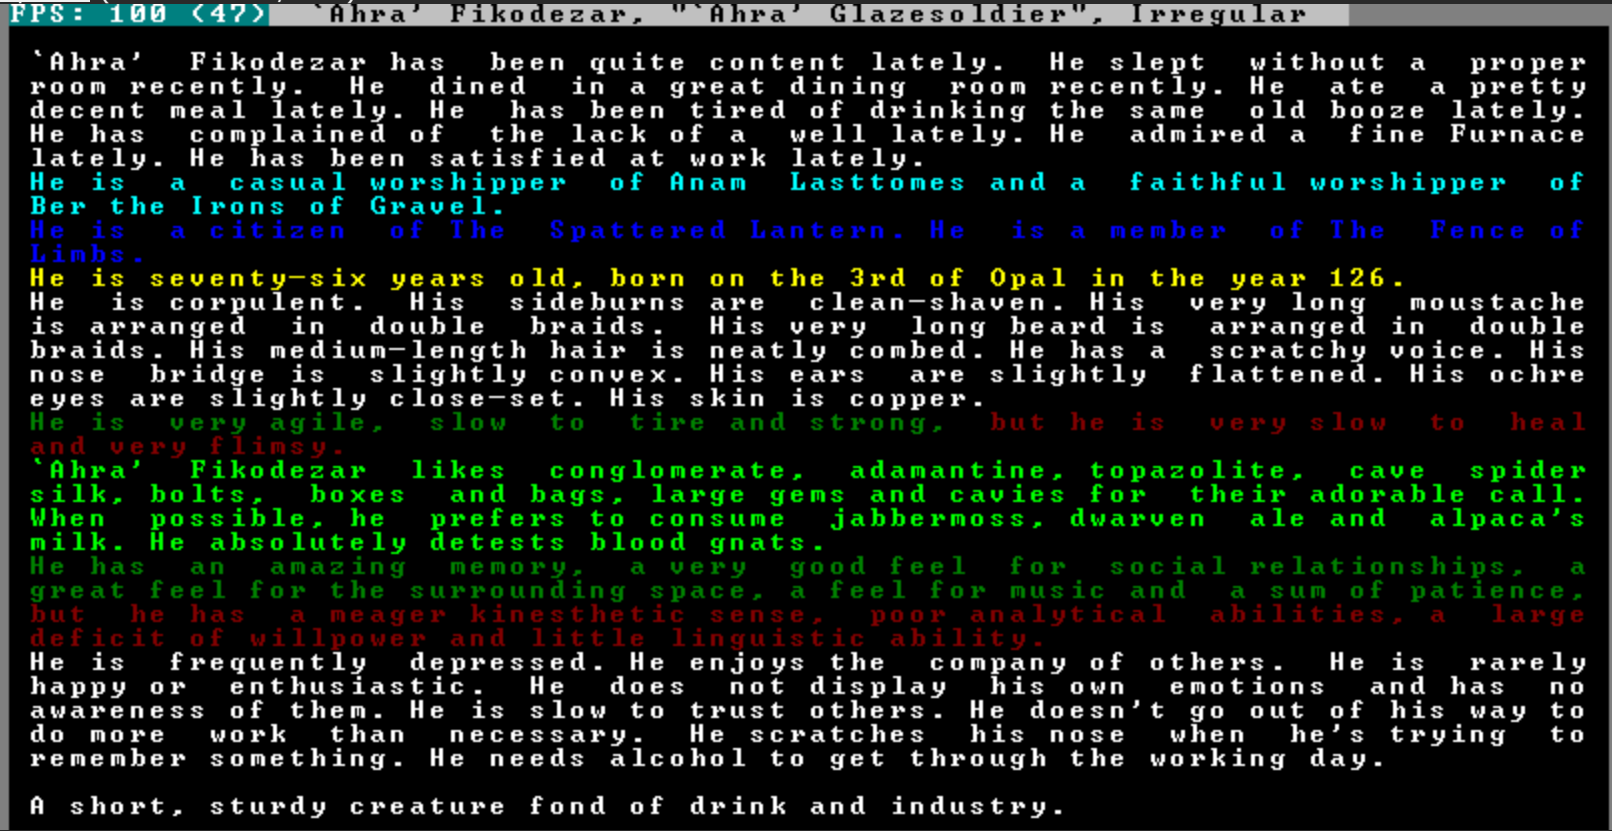 FPS: 100 (47) `Ahra' Fikodezar, "`Ahra' Glazesoldier", Irregular
`Ahra' Fikodezar has been quite content lately. He slept without a proper
room recently. He dined in a great dining room recently. He ate a pretty
decent meal lately. He has been tired of drinking the same old booze lately.
He has complained of the lack of a well lately. He admired a fine Furnace
lately. He has been satisfied at work lately.
He is a casual worshipper of Anam Lasttomes and a faithful worshipper of
Ber the Irons of Gravel.
He is a citizen of The Spattered Lantern. He is a member of The Fence of
Limbs.
He is seventy-six years old, born on the 3rd of Opal in the year 126.
He is corpulent. His sideburns are clean-shaven. His very long moustache
is arranged in double braids. His very long beard is arranged in double
braids. His medium-length hair is neatly combed. He has a scratchy voice. His
nose bridge is slightly convex. His ears are slightly flattened. His ochre
eyes are slightly close-set. His skin is copper.
He is very agile, slow to tire and strong, but he is very slow to heal
and very flimsy.
`Ahra' Fikodezar likes conglomerate, adamantine, topazolite, cave spider
silk, bolts, boxes and bags, large gems and cavies for their adorable call.
When possible, he prefers to consume jabbermoss, dwarven ale and alpaca's
milk. He absolutely detests blood gnats.
He has an amazing memory, a very good feel for social relationships, a
great feel for the surrounding space, a feel for music and a sum of patience,
but he has a meager kinesthetic sense, poor analytical abilities, a large
deficit of willpower and little linguistic ability.
He is frequently depressed. He enjoys the company of others. He is rarely
happy or enthusiastic. He does not display his own emotions and has no
awareness of them. He is slow to trust others. He doesn't go out of his way to
do more work than necessary. He scratches his nose when he's trying to
remember something. He needs alcohol to get through the working day.
A short, sturdy creature fond of drink and industry.